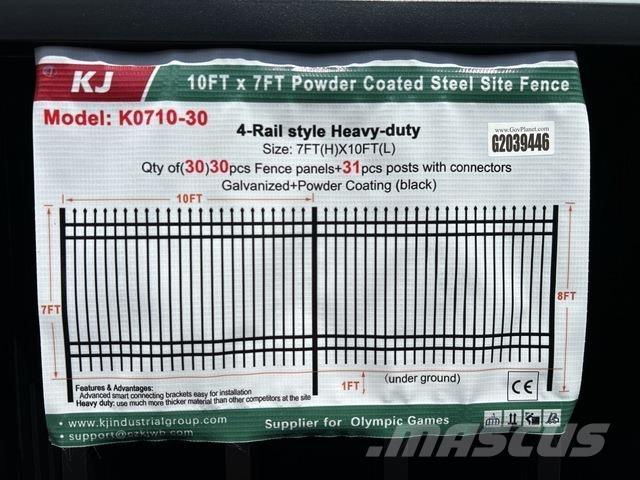 KJ
10FT x 7FT Powder Coated Steel Site Fence
Model: K0710-30
4-Rail style Heavy-duty
Size: 7FT(H)X10FT(L)
www.GovPlanet.com
G2039446
Qty of(30)30pcs Fence panels+31pcs posts with connectors
Galvanized+Powder Coating (black)
10FT
7FT
8FT
1FT
(under ground)
Features & Advantages:
Advanced smart connecting brackets easy for installation
Heavy duty: use much more thicker material than other competitors at the site
CE
• www.kjindustrialgroup.com
Supplier for Olympic Games
mascus